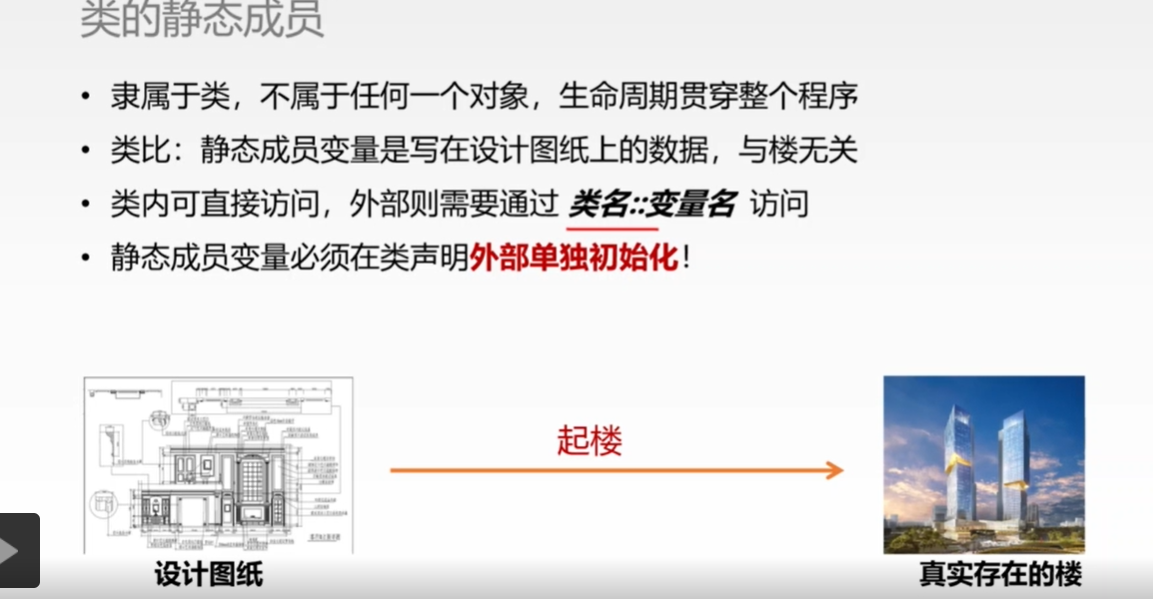 类的静态成员
• 隶属于类，不属于任何一个对象，生命周期贯穿整个程序
• 类比：静态成员变量是写在设计图纸上的数据，与楼无关
• 类内可直接访问，外部则需要通过 类名::变量名 访问
• 静态成员变量必须在类声明外部单独初始化！
起楼
设计图纸
真实存在的楼